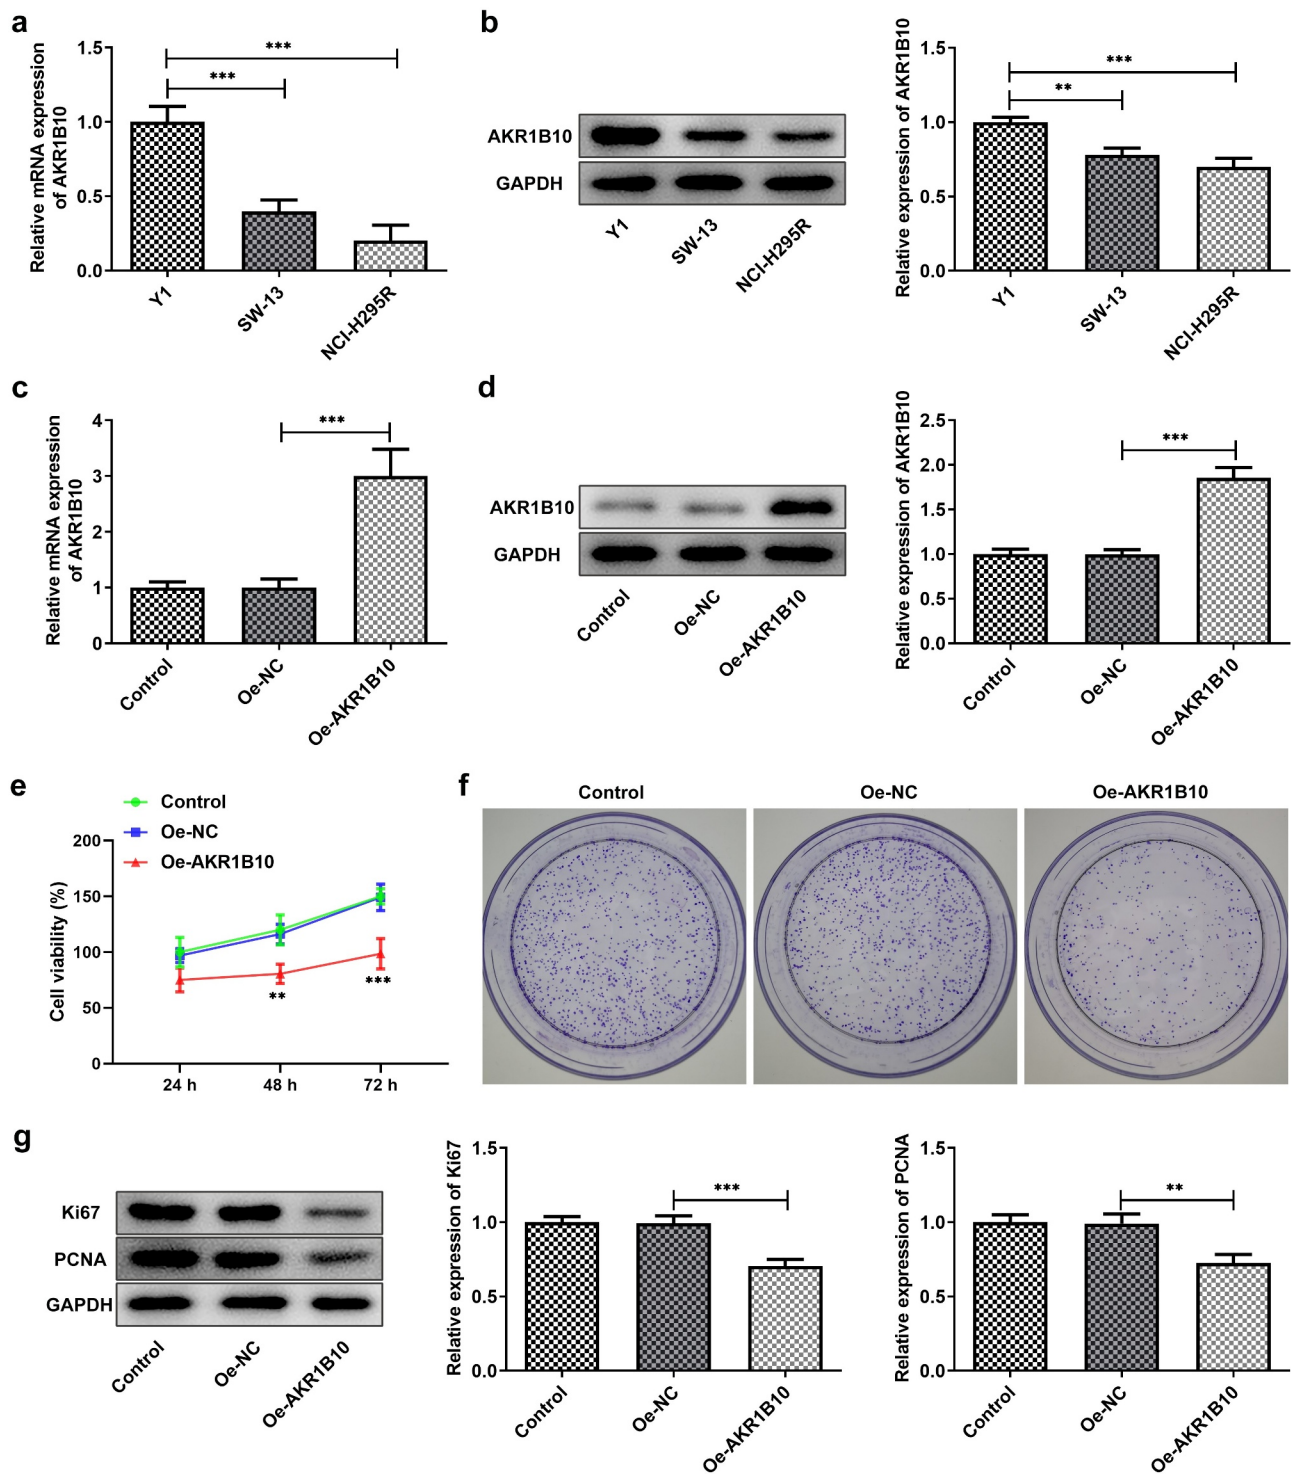 a
Relative mRNA expression
of AKR1B10
1.5
1.0
0.5
0.0
***
***
Y1
SW-13
NCI-H295R
b
AKR1B10
GAPDH
Y1
SW-13
NCI-H295R
Relative expression of AKR1B10
1.5
1.0
0.5
0.0
***
**
Y1
SW-13
NCI-H295R
c
Relative mRNA expression
of AKR1B10
4
3
2
1
0
***
Control
Oe-NC
Oe-AKR1B10
d
AKR1B10
GAPDH
Control
Oe-NC
Oe-AKR1B10
Relative expression of AKR1B10
2.5
2.0
1.5
1.0
0.5
0.0
***
Control
Oe-NC
Oe-AKR1B10
e
Control
Oe-NC
Oe-AKR1B10
Cell viability (%)
200
150
100
50
0
**
***
24 h
48 h
72 h
f
Control
Oe-NC
Oe-AKR1B10
g
Ki67
PCNA
GAPDH
Control
Oe-NC
Oe-AKR1B10
Relative expression of Ki67
1.5
1.0
0.5
0.0
***
Control
Oe-NC
Oe-AKR1B10
Relative expression of PCNA
1.5
1.0
0.5
0.0
**
Control
Oe-NC
Oe-AKR1B10